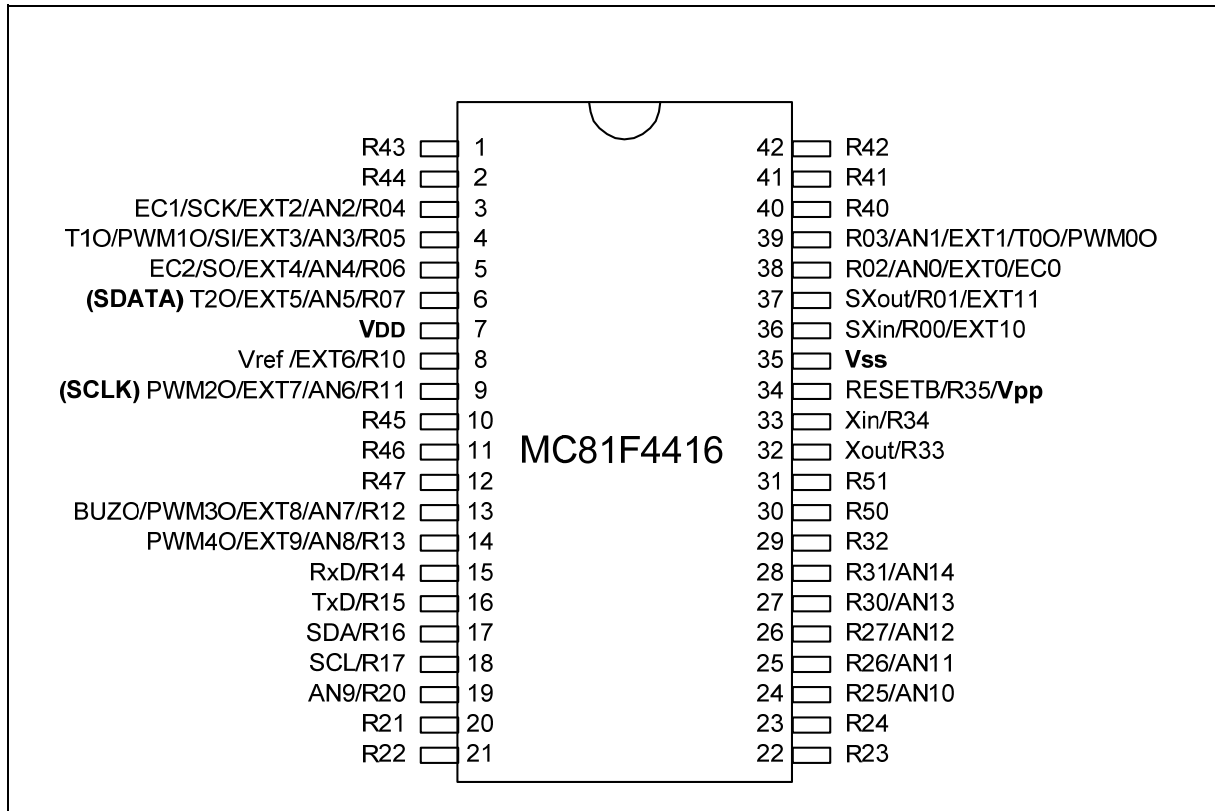 R43 1 42 R42
R44 2 41 R41
EC1/SCK/EXT2/AN2/R04 3 40 R40
T1O/PWM1O/SI/EXT3/AN3/R05 4 39 R03/AN1/EXT1/T0O/PWM0O
EC2/SO/EXT4/AN4/R06 5 38 R02/AN0/EXT0/EC0
(SDATA) T2O/EXT5/AN5/R07 6 37 SXout/R01/EXT11
VDD 7 36 SXin/R00/EXT10
Vref /EXT6/R10 8 35 Vss
(SCLK) PWM2O/EXT7/AN6/R11 9 34 RESETB/R35/Vpp
R45 10 33 Xin/R34
R46 11 MC81F4416 32 Xout/R33
R47 12 31 R51
BUZO/PWM3O/EXT8/AN7/R12 13 30 R50
PWM4O/EXT9/AN8/R13 14 29 R32
RxD/R14 15 28 R31/AN14
TxD/R15 16 27 R30/AN13
SDA/R16 17 26 R27/AN12
SCL/R17 18 25 R26/AN11
AN9/R20 19 24 R25/AN10
R21 20 23 R24
R22 21 22 R23